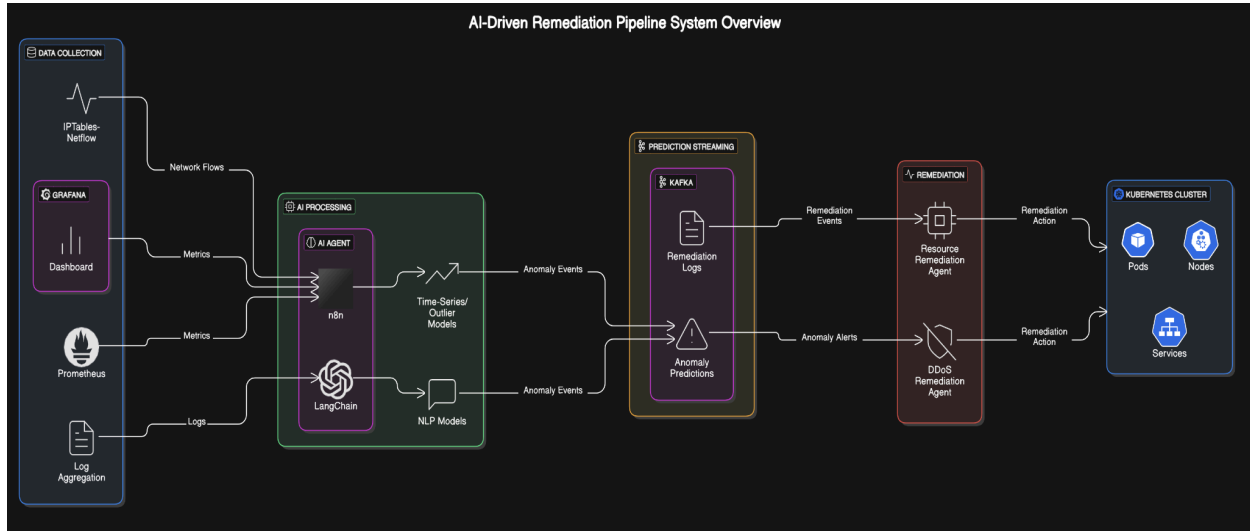 AI-Driven Remediation Pipeline System Overview
DATA COLLECTION
IPTables-
Netflow
GRAFANA
Dashboard
Prometheus
Log
Aggregation
Network Flows
Metrics
Metrics
Logs
AI PROCESSING
AI AGENT
n8n
LangChain
Time-Series/
Outlier
Models
NLP Models
Anomaly Events
Anomaly Events
PREDICTION STREAMING
KAFKA
Remediation
Logs
Anomaly
Predictions
Remediation
Events
Anomaly Alerts
REMEDIATION
Resource
Remediation
Agent
DDoS
Remediation
Agent
Remediation
Action
Remediation
Action
KUBERNETES CLUSTER
Pods
Nodes
Services